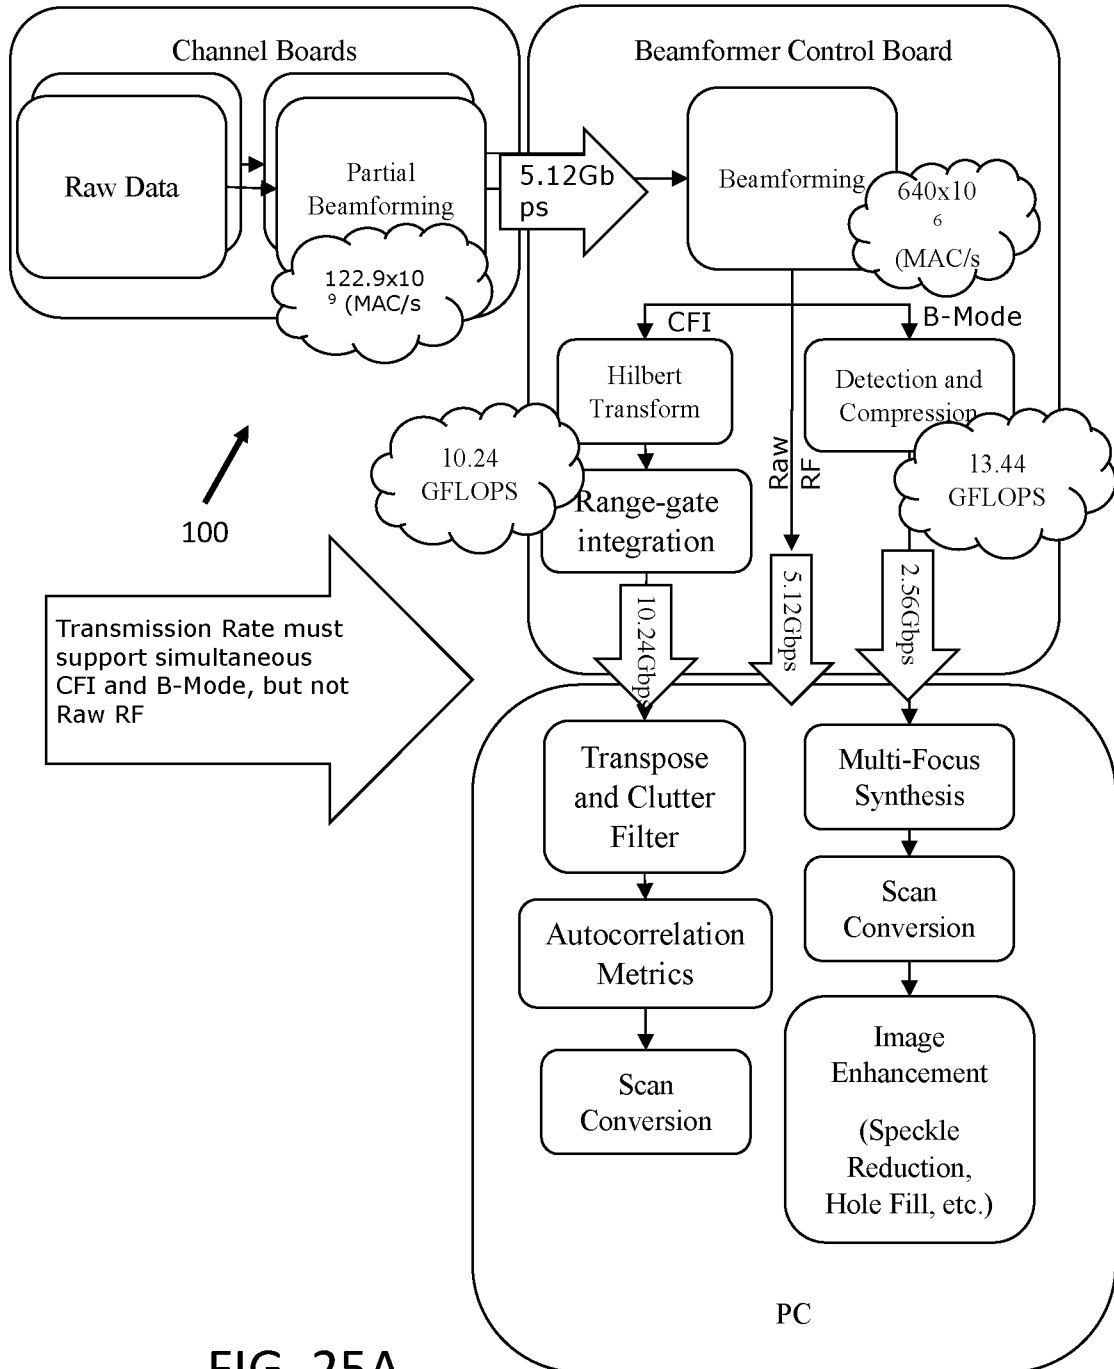 Channel Boards
Raw Data
Partial
Beamforming
122.9x10
9 (MAC/s
5.12Gb
ps
Beamformer Control Board
Beamforming
640x10
6
(MAC/s
CFI
B-Mode
Hilbert
Transform
Detection and
Compression
10.24
GFLOPS
Raw
RF
13.44
GFLOPS
Range-gate
integration
100
10.24Gbps
5.12Gbps
2.56Gbps
Transmission Rate must
support simultaneous
CFI and B-Mode, but not
Raw RF
Transpose
and Clutter
Filter
Multi-Focus
Synthesis
Autocorrelation
Metrics
Scan
Conversion
Scan
Conversion
Image
Enhancement
(Speckle
Reduction,
Hole Fill, etc.)
PC
FIG. 25A